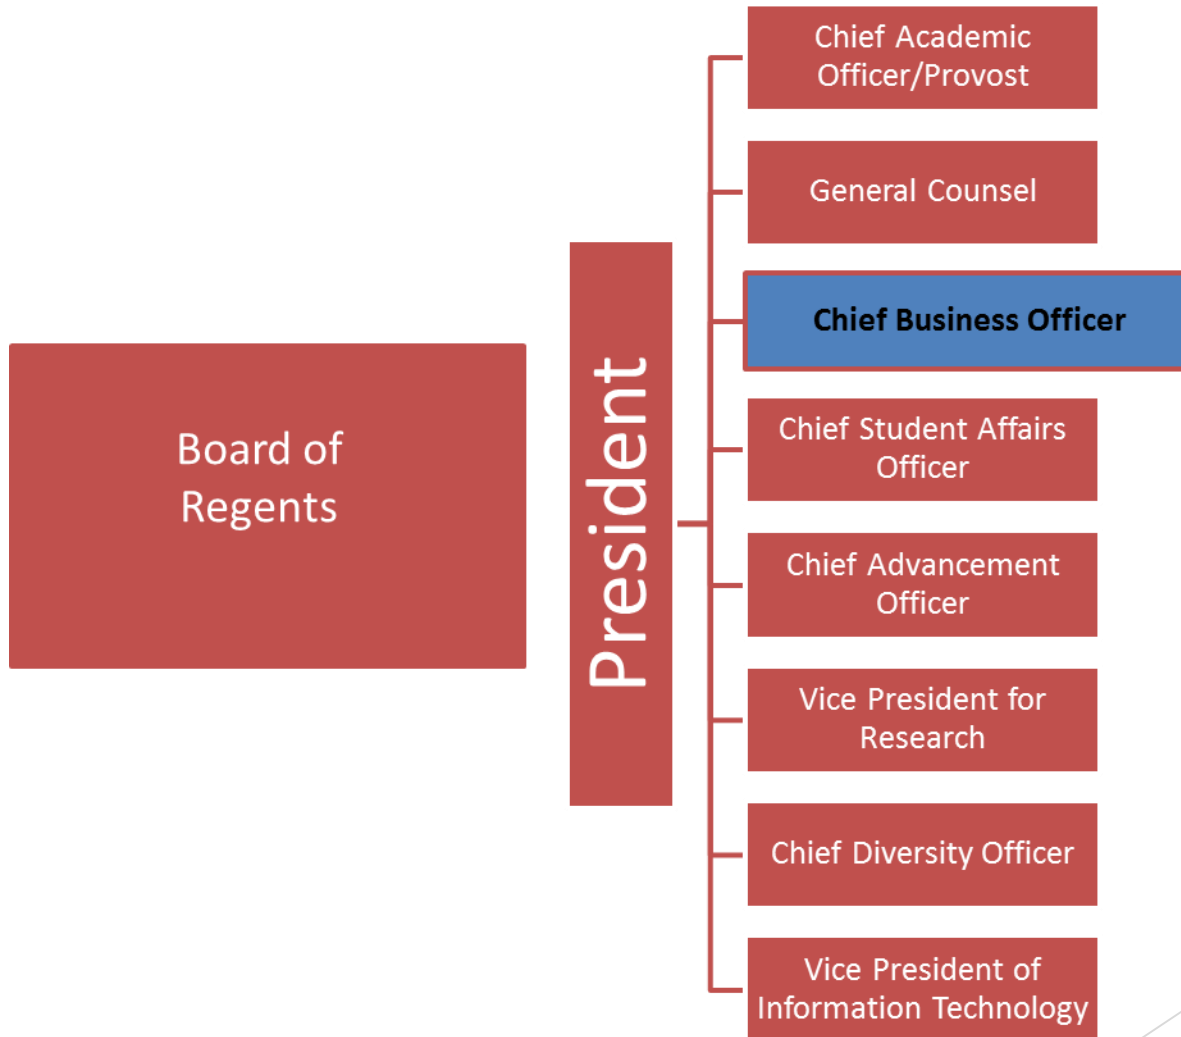 Board of
Regents
President
Chief Academic
Officer/Provost
General Counsel
Chief Business Officer
Chief Student Affairs
Officer
Chief Advancement
Officer
Vice President for
Research
Chief Diversity Officer
Vice President of
Information Technology